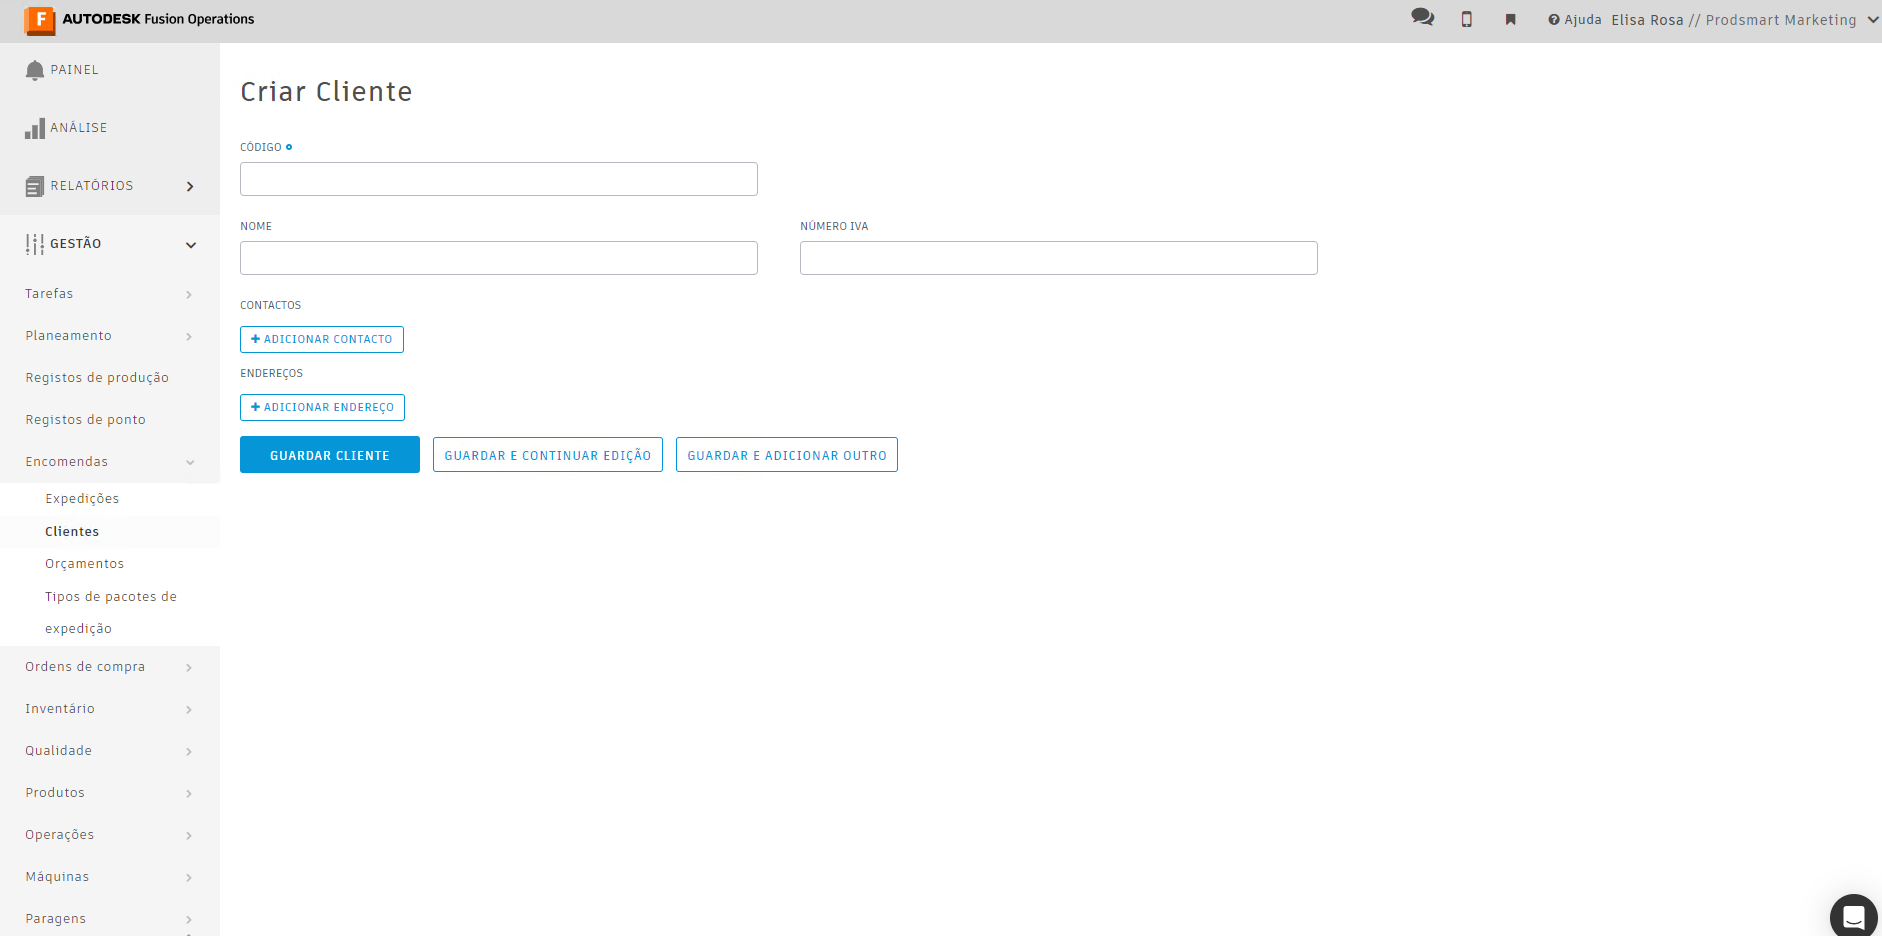 F AUTODESK Fusion Operations
Ajuda Elisa Rosa // Prodsmart Marketing
PAINEL
ANÁLISE
RELATÓRIOS
GESTÃO
Tarefas
Planeamento
Registos de produção
Registos de ponto
Encomendas
Expedições
Clientes
Orçamentos
Tipos de pacotes de
expedição
Ordens de compra
Inventário
Qualidade
Produtos
Operações
Máquinas
Paragens
Criar Cliente
CÓDIGO
NOME
NÚMERO IVA
CONTACTOS
+ ADICIONAR CONTACTO
ENDEREÇOS
+ ADICIONAR ENDEREÇO
GUARDAR CLIENTE
GUARDAR E CONTINUAR EDIÇÃO
GUARDAR E ADICIONAR OUTRO